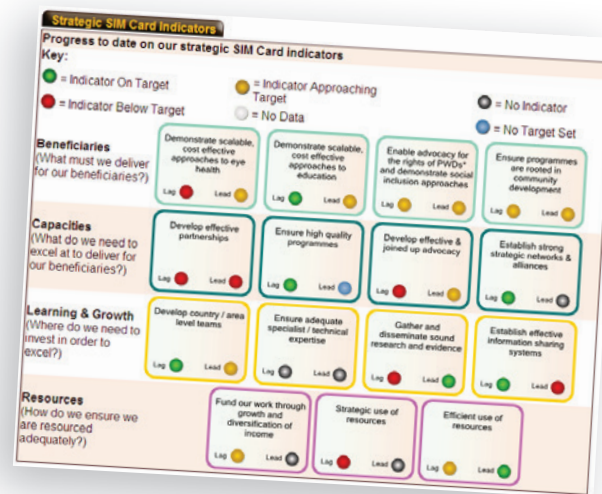 Strategic SIM Card Indicators
Progress to date on our strategic SIM Card indicators
Key:
= Indicator On Target
= Indicator Approaching
Target
= No Indicator
= Indicator Below Target
= No Data
= No Target Set
Beneficiaries
(What must we deliver
for our beneficiaries?)
Demonstrate scalable,
cost effective
approaches to eye
health
Lag Lead
Demonstrate scalable,
cost effective
approaches to
education
Lag Lead
Enable advocacy for
the rights of PWDs*
and demonstrate social
inclusion approaches
Lag Lead
Ensure programmes
are rooted in
community
development
Lag Lead
Capacities
(What do we need to
excel at to deliver for
our beneficiaries?)
Develop effective
partnerships
Lag Lead
Ensure high quality
programmes
Lag Lead
Develop effective &
joined up advocacy
Lag Lead
Establish strong
strategic networks &
alliances
Lag Lead
Learning & Growth
(Where do we need to
invest in order to
excel?)
Develop country / area
level teams
Lag Lead
Ensure adequate
specialist / technical
expertise
Lag Lead
Gather and
disseminate sound
research and evidence
Lag Lead
Establish effective
information sharing
systems
Lag Lead
Resources
(How do we ensure we
are resourced
adequately?)
Fund our work through
growth and
diversification of
income
Lag Lead
Strategic use of
resources
Lag Lead
Efficient use of
resources
Lag Lead